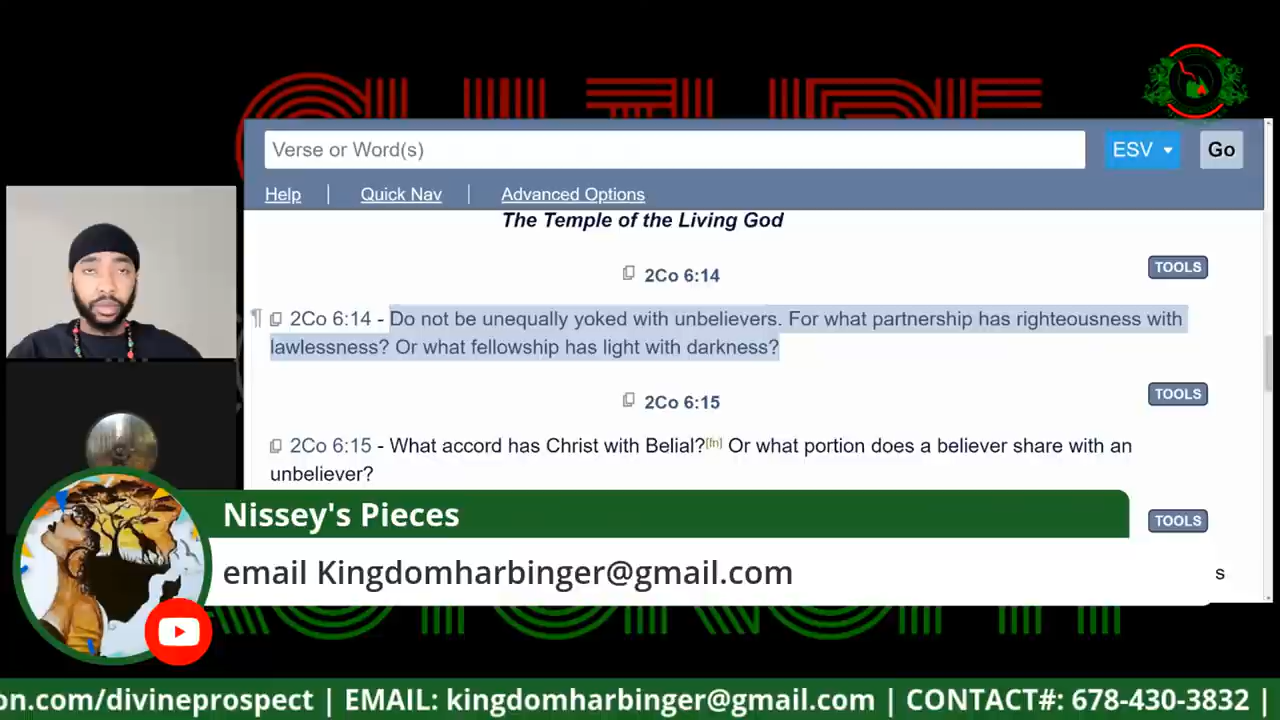 Verse or Word(s)
ESV
Go
Help | Quick Nav | Advanced Options
The Temple of the Living God
2Co 6:14
TOOLS
¶ 2Co 6:14 - Do not be unequally yoked with unbelievers. For what partnership has righteousness with
lawlessness? Or what fellowship has light with darkness?
2Co 6:15
TOOLS
2Co 6:15 - What accord has Christ with Belial?[fn] Or what portion does a believer share with an
unbeliever?
TOOLS
Nissey's Pieces
email Kingdomharbinger@gmail.com
s
on.com/divineprospect | EMAIL: kingdomharbinger@gmail.com | CONTACT#: 678-430-3832 |